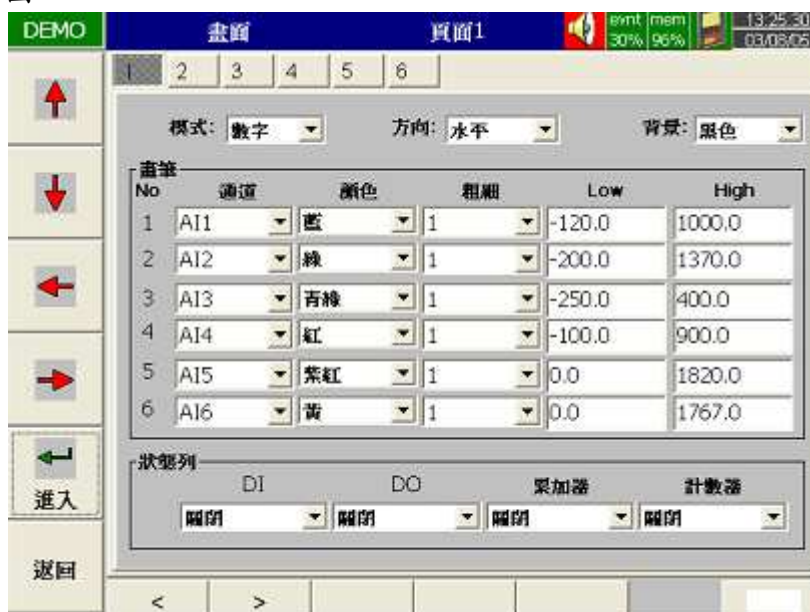 DEMO 畫面 頁面1 evnt mem 13:25:30
30% 96% 03/08/05
1 2 3 4 5 6
模式: 數字 方向: 水平 背景: 黑色
畫筆
No 通道 顏色 粗細 Low High
1 AI1 藍 1 -120.0 1000.0
2 AI2 綠 1 -200.0 1370.0
3 AI3 青綠 1 -250.0 400.0
4 AI4 紅 1 -100.0 900.0
5 AI5 紫紅 1 0.0 1820.0
6 AI6 黃 1 0.0 1767.0
狀態列
DI DO 累加器 計數器
關閉 關閉 關閉 關閉
進入
返回
< >